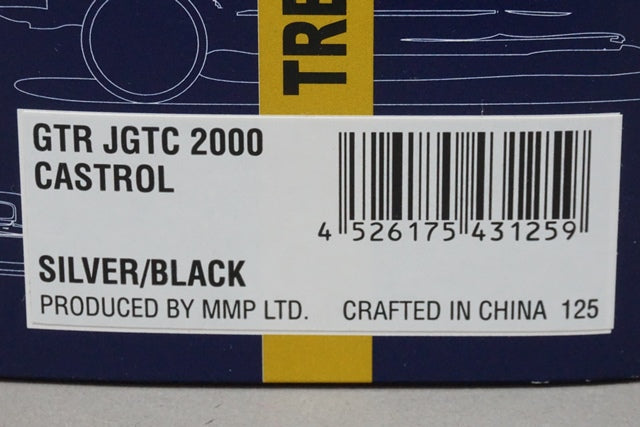 TRE
GTR JGTC 2000
CASTROL
4 526175 431259
SILVER/BLACK
PRODUCED BY MMP LTD. CRAFTED IN CHINA 125